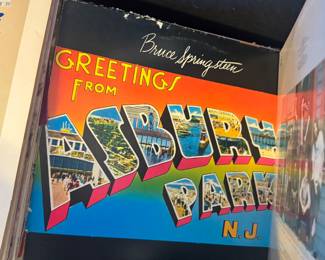 Bruce Springsteen
GREETINGS
FROM
ASBURY
PARK
N.J.